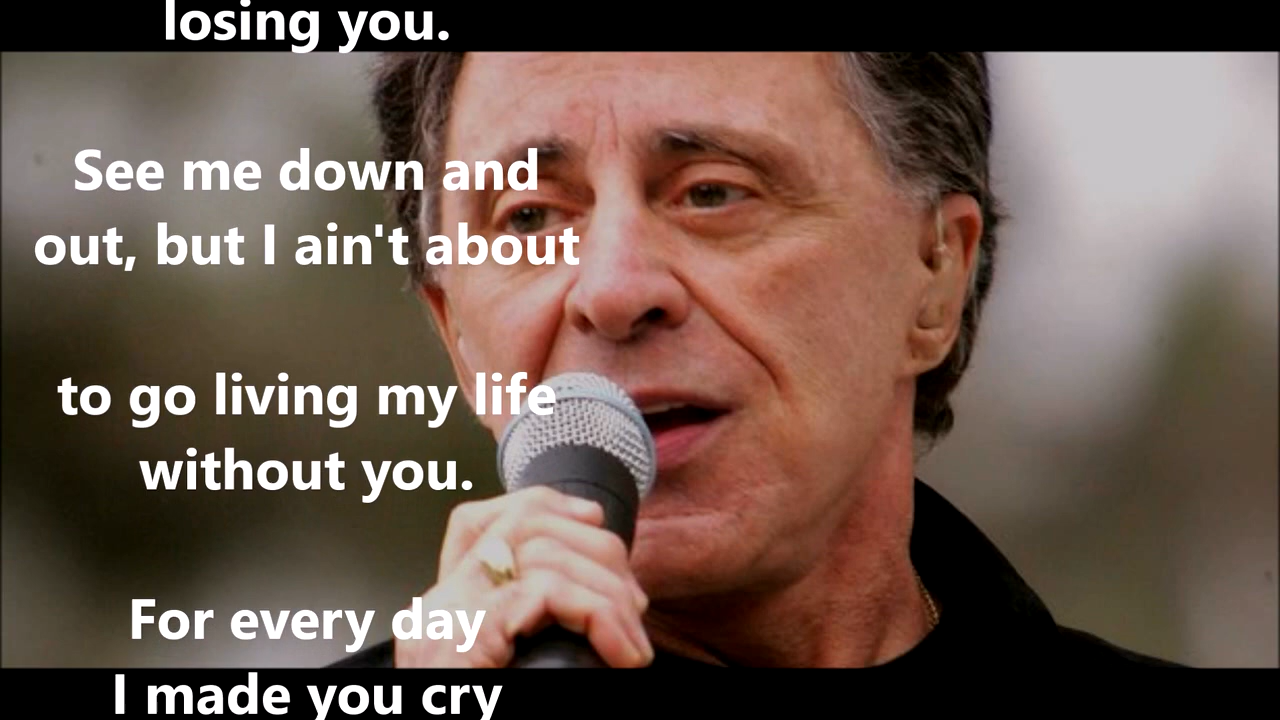 losing you.
See me down and
out, but I ain't about
to go living my life
without you.
For every day
I made you cry